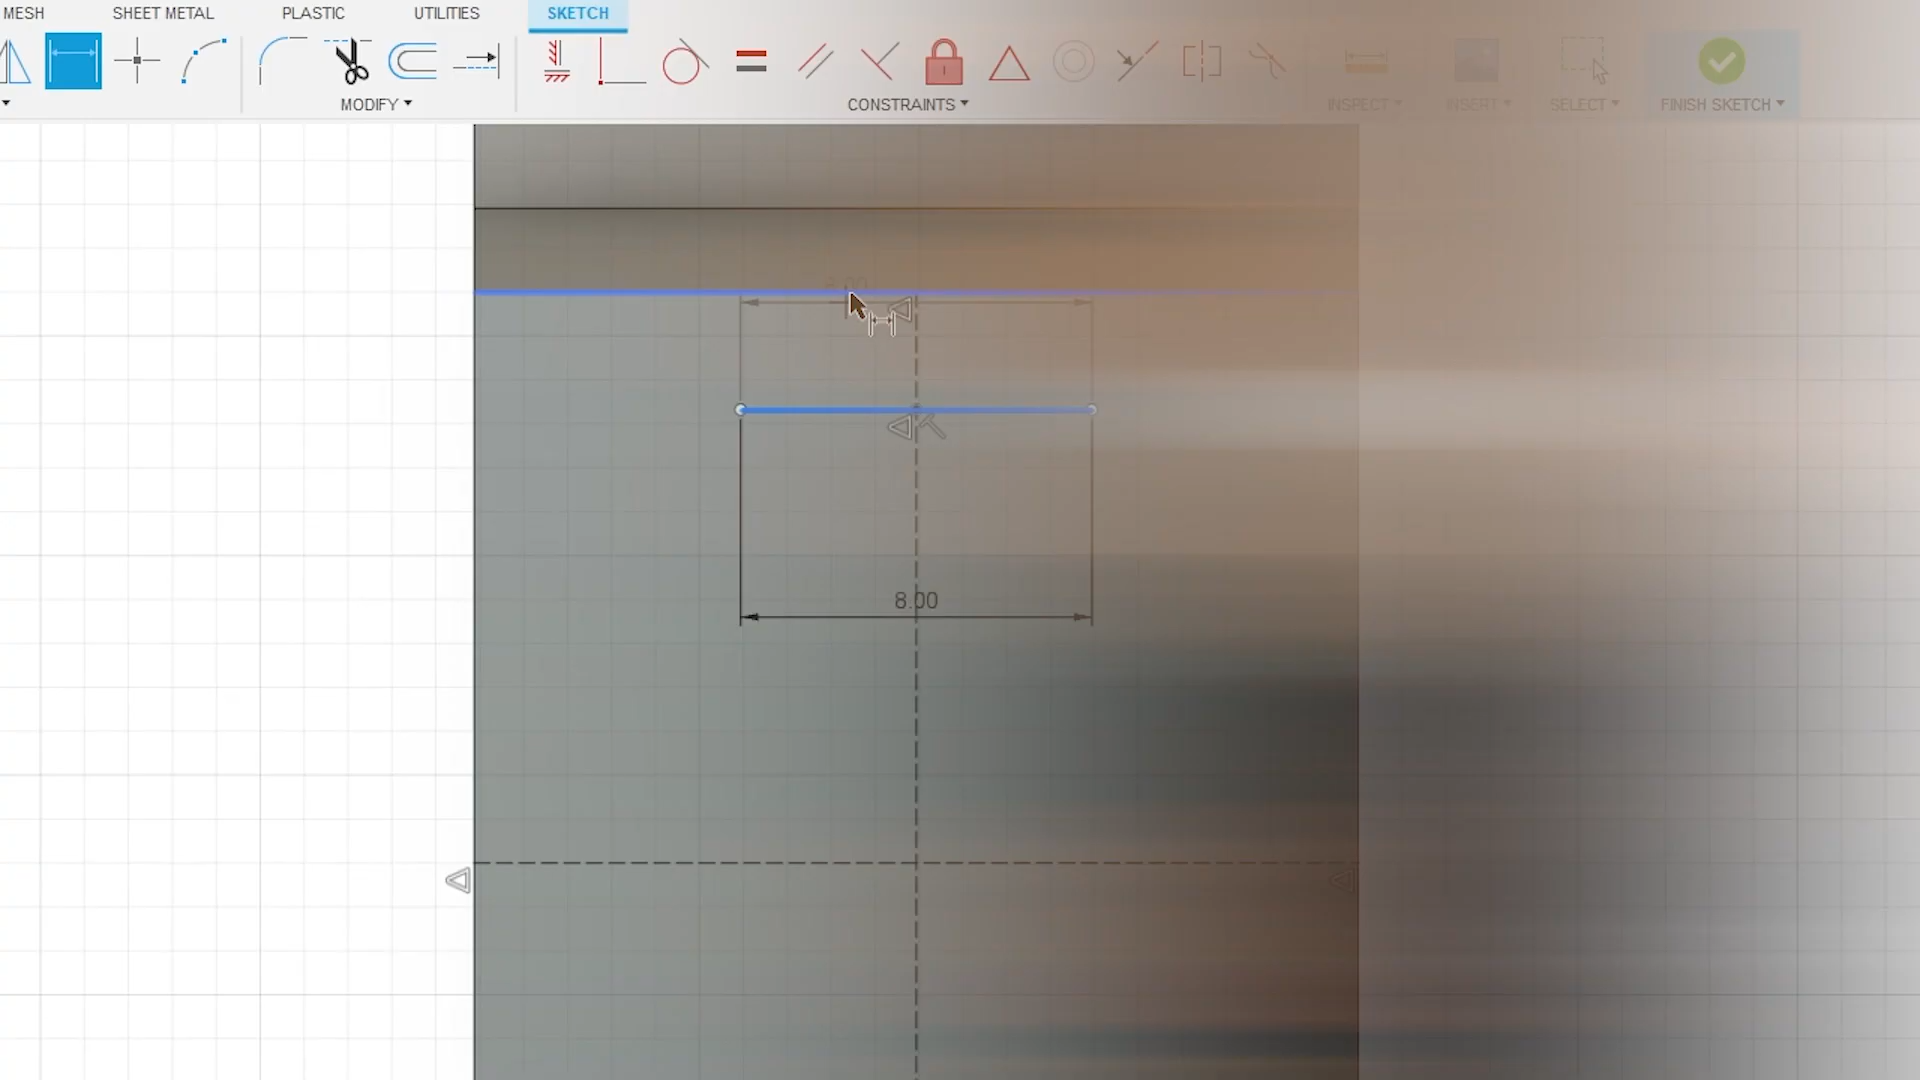 MESH SHEET METAL PLASTIC UTILITIES SKETCH
MODIFY CONSTRAINTS INSPECT INSERT SELECT FINISH SKETCH
8.00